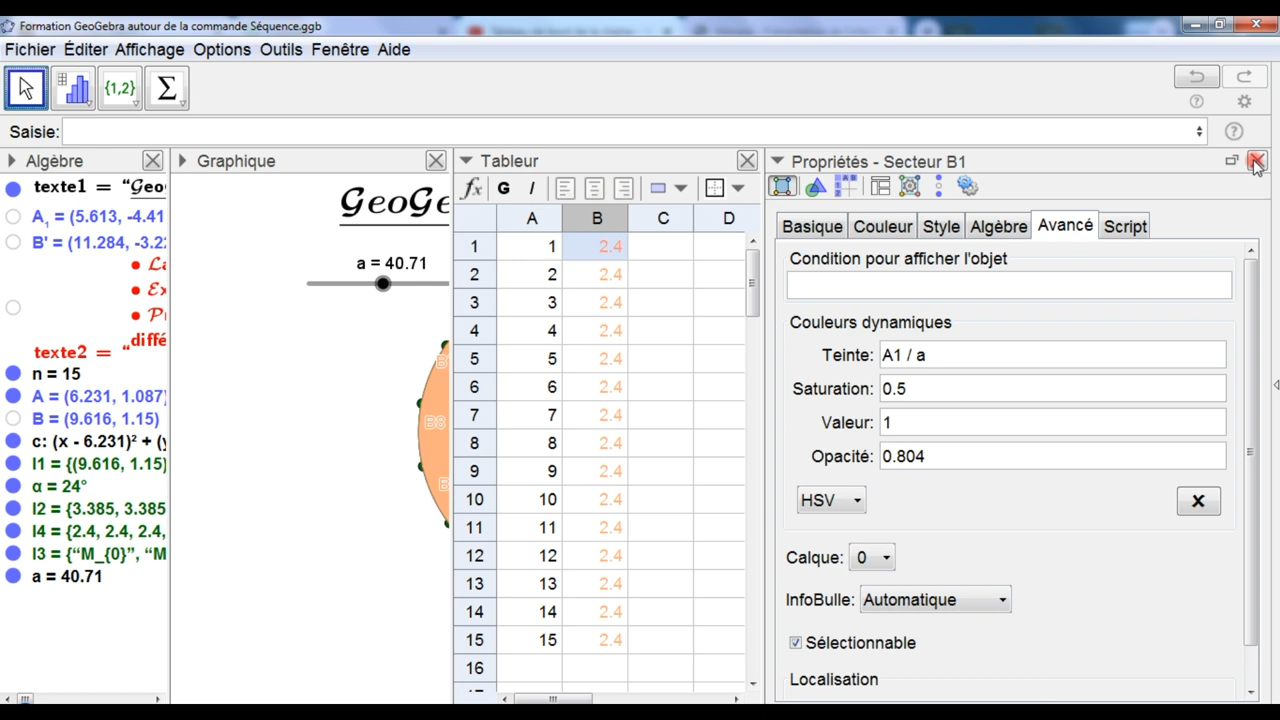 Formation GeoGebra autour de la commande Séquence.ggb
Fichier Éditer Affichage Options Outils Fenêtre Aide
{1,2} Σ
Saisie:
Algèbre
Graphique
Tableur
Propriétés - Secteur B1
texte1 = “Geo
A1 = (5.613, -4.41
B' = (11.284, -3.22
• La
• Ex
• Pr
diffé
texte2 = “
n = 15
A = (6.231, 1.087)
B = (9.616, 1.15)
c: (x - 6.231)² + (y
l1 = {(9.616, 1.15)
α = 24°
l2 = {3.385, 3.385
l4 = {2.4, 2.4, 2.4,
l3 = {“M_{0}”, “M
a = 40.71
GeoGe
a = 40.71
B8
fx G I
A B C D
1 1 2.4
2 2 2.4
3 3 2.4
4 4 2.4
5 5 2.4
6 6 2.4
7 7 2.4
8 8 2.4
9 9 2.4
10 10 2.4
11 11 2.4
12 12 2.4
13 13 2.4
14 14 2.4
15 15 2.4
16
Basique Couleur Style Algèbre Avancé Script
Condition pour afficher l'objet
Couleurs dynamiques
Teinte: A1 / a
Saturation: 0.5
Valeur: 1
Opacité: 0.804
HSV x
Calque: 0
InfoBulle: Automatique
Sélectionnable
Localisation